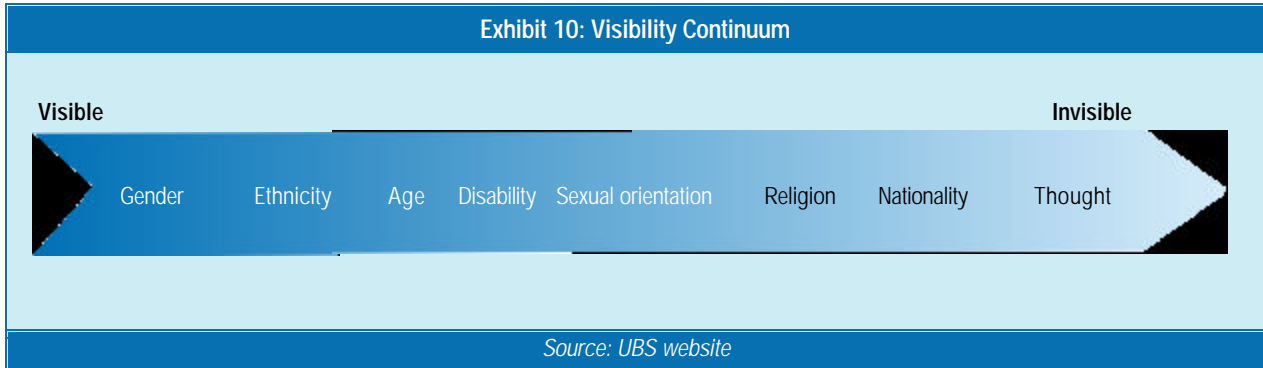 Exhibit 10: Visibility Continuum
Visible Invisible
Gender Ethnicity Age Disability Sexual orientation Religion Nationality Thought
Source: UBS website